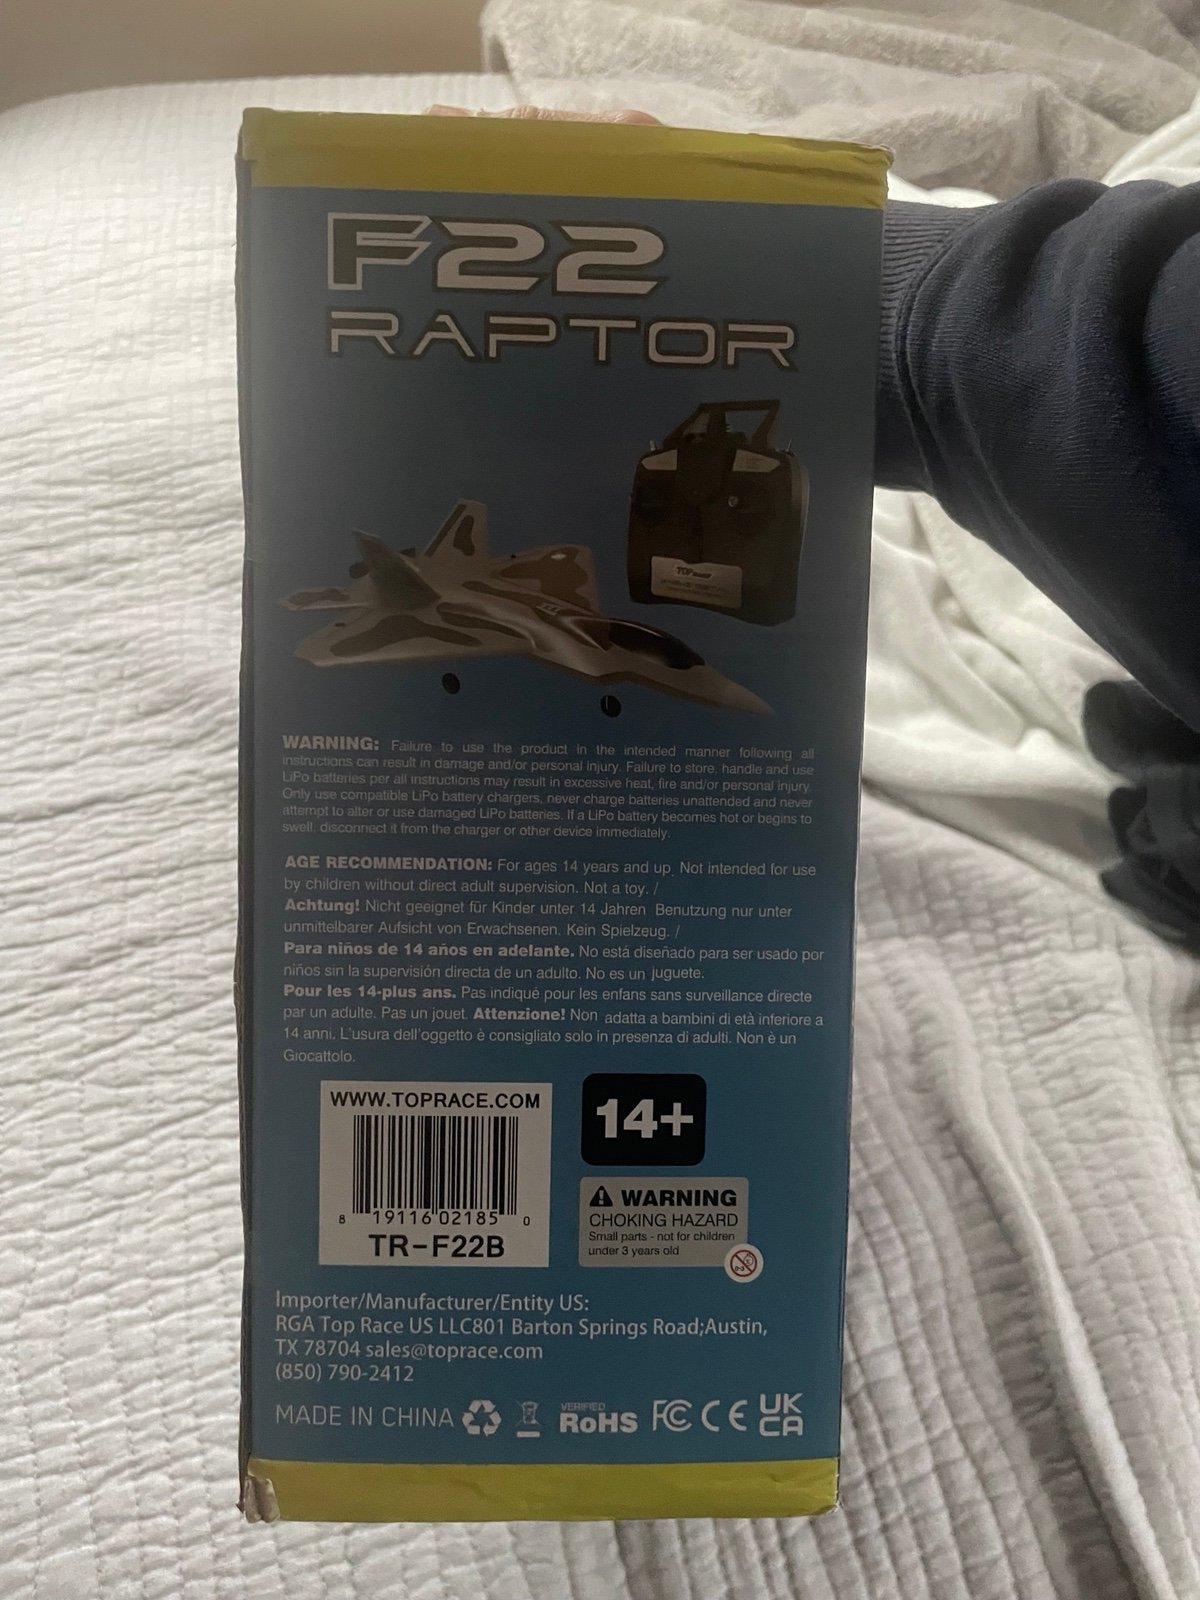 F22
RAPTOR
TOP
WARNING: Failure to use the product in the intended manner following all
instructions can result in damage and/or personal injury. Failure to store, handle and use
LiPo batteries per all instructions may result in excessive heat, fire and/or personal injury.
Only use compatible LiPo battery chargers, never charge batteries unattended and never
attempt to alter or use damaged LiPo batteries. If a LiPo battery becomes hot or begins to
swell, disconnect it from the charger or other device immediately.
AGE RECOMMENDATION: For ages 14 years and up. Not intended for use
by children without direct adult supervision. Not a toy. /
Achtung! Nicht geeignet für Kinder unter 14 Jahren Benutzung nur unter
unmittelbarer Aufsicht von Erwachsenen. Kein Spielzeug. /
Para niños de 14 años en adelante. No está diseñado para ser usado por
niños sin la supervisión directa de un adulto. No es un juguete.
Pour les 14-plus ans. Pas indiqué pour les enfans sans surveillance directe
par un adulte. Pas un jouet. Attenzione! Non adatta a bambini di età inferiore a
14 anni. L'usura dell'oggetto è consigliato solo in presenza di adulti. Non è un
Giocattolo.
WWW.TOPRACE.COM
8 19116 02185 0
TR-F22B
14+
WARNING
CHOKING HAZARD
Small parts - not for children
under 3 years old
0-3
Importer/Manufacturer/Entity US:
RGA Top Race US LLC801 Barton Springs Road;Austin,
TX 78704 sales@toprace.com
(850) 790-2412
MADE IN CHINA VERIFIED RoHS FC CE UK CA